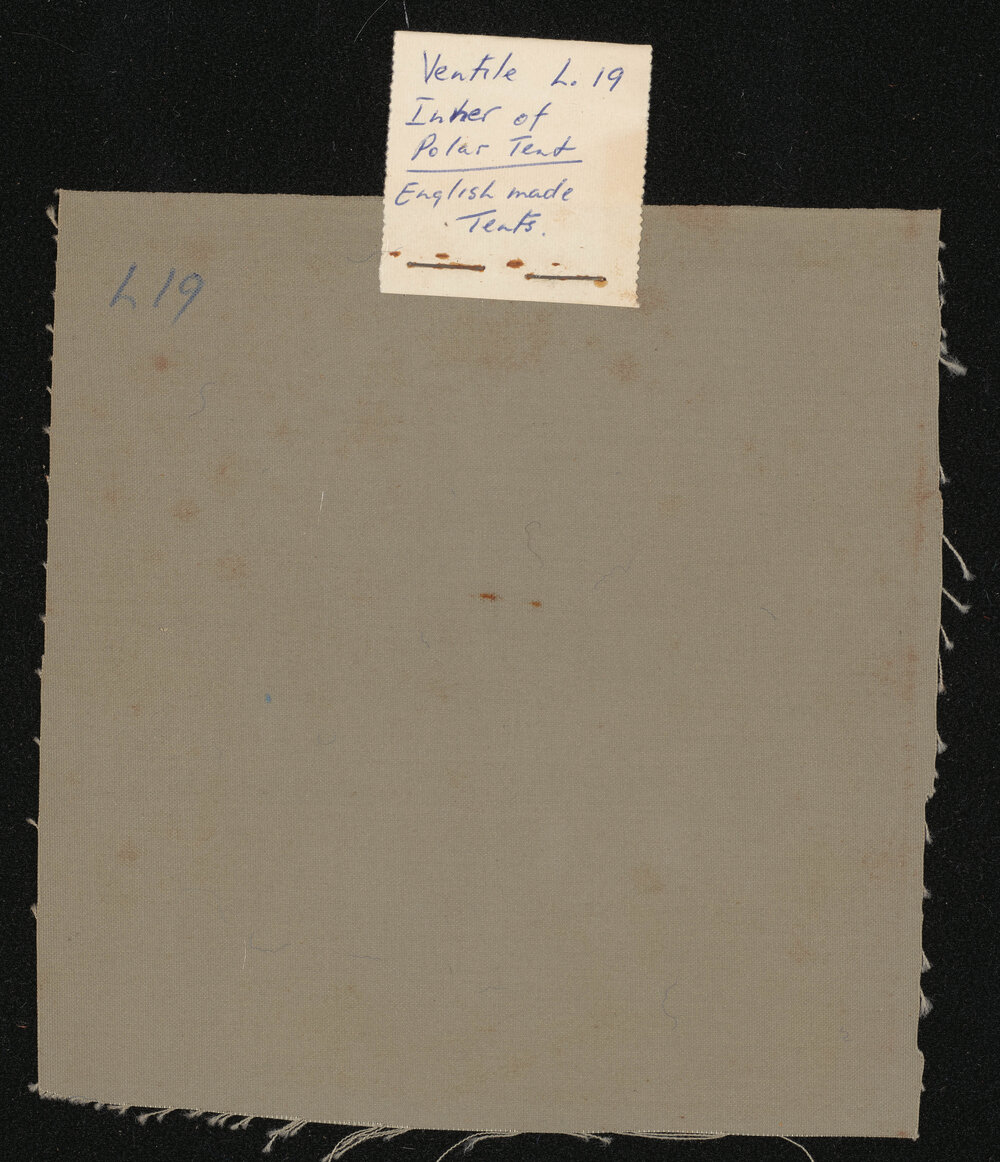 Ventile L. 19
Inner of
Polar Tent
English made
Tents.
L19